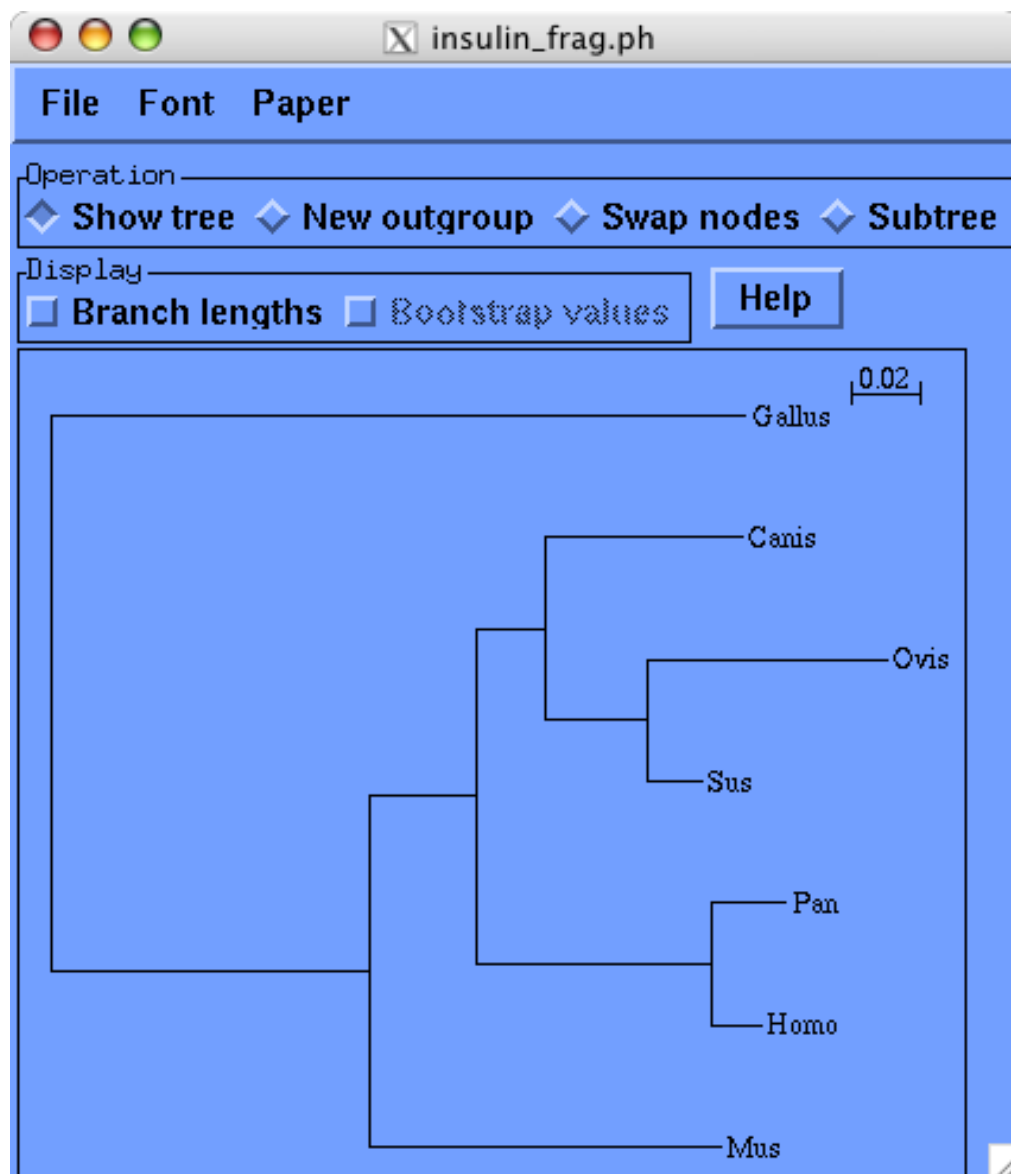 X insulin_frag.ph
File Font Paper
Operation
Show tree New outgroup Swap nodes Subtree
Display
Branch lengths Bootstrap values Help
0.02
Gallus
Canis
Ovis
Sus
Pan
Homo
Mus